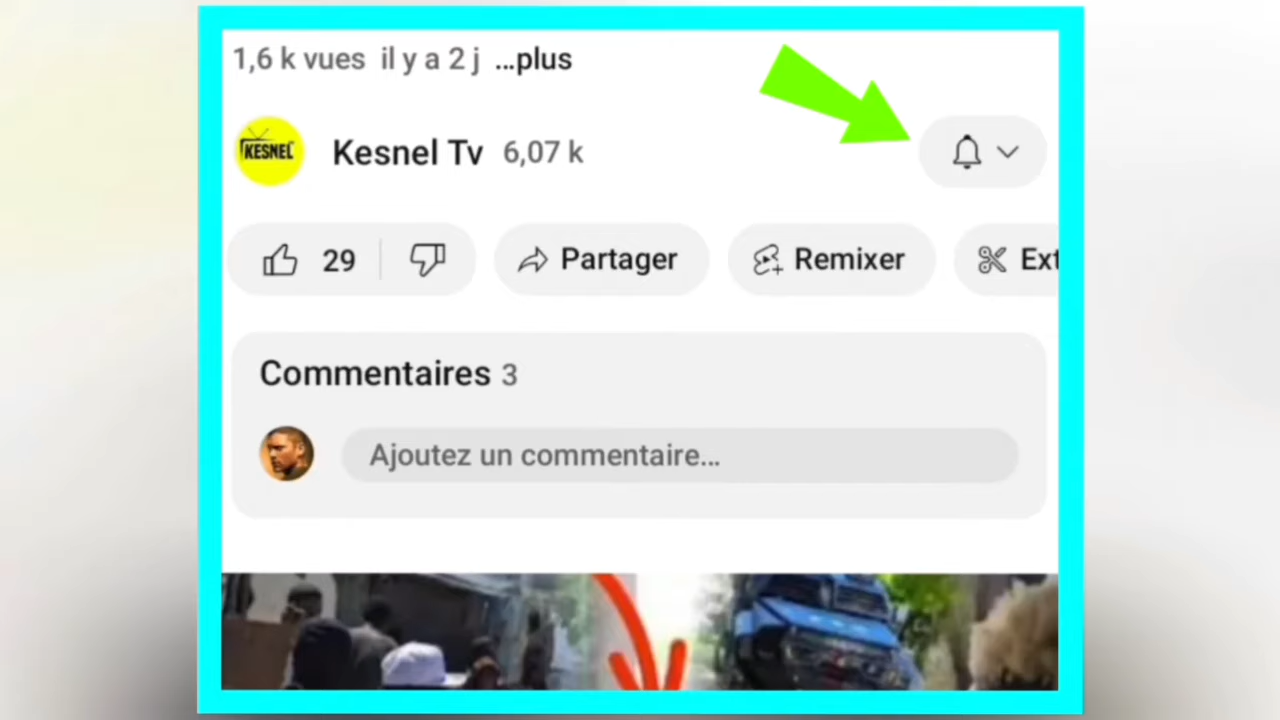 1,6 k vues il y a 2 j ...plus
KESNEL
Kesnel Tv 6,07 k
29 Partager Remixer Ext
Commentaires 3
Ajoutez un commentaire...